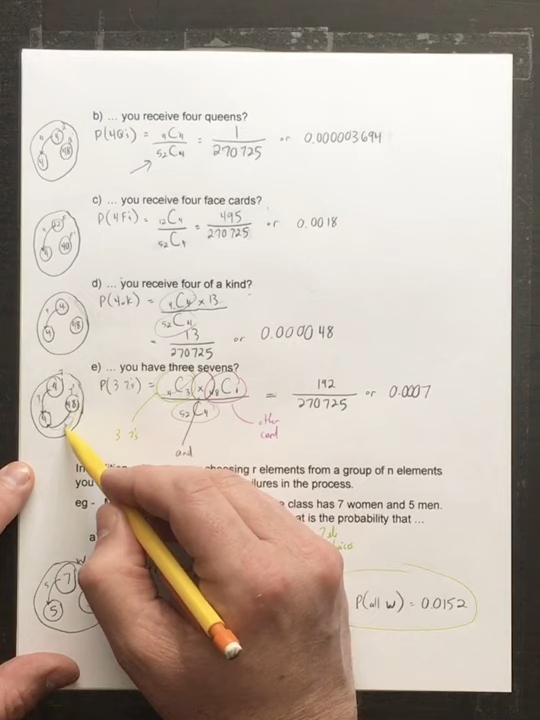 b) ... you receive four queens?
P(4Q's) = 4C4 / 52C4 = 1 / 270725 or 0.000003694
c) ... you receive four face cards?
P(4F's) = 12C4 / 52C4 = 495 / 270725 or 0.0018
d) ... you receive four of a kind?
P(4ok) = 4C4 x 13 / 52C4
= 13 / 270725 or 0.000048
e) ... you have three sevens?
P(3 7's) = 4C3 x 48C1 / 52C4 = 192 / 270725 or 0.0007
3 7's
other card
and
choosing r elements from a group of n elements
you
ilures in the process.
eg -
e class has 7 women and 5 men.
at is the probability that ...
a
7
5
P(all w) = 0.0152